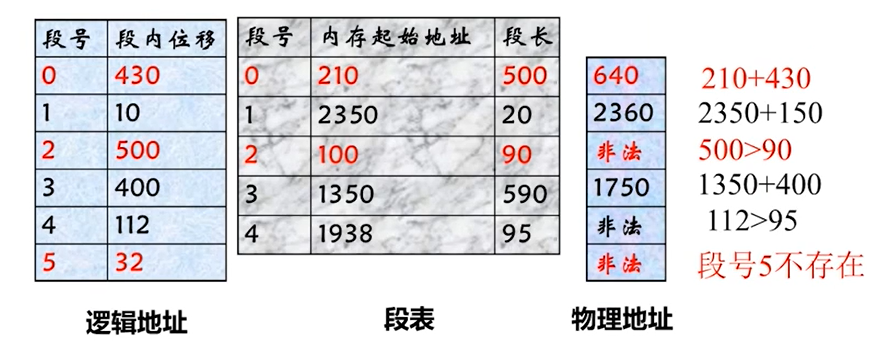 段号 段内位移
0 430
1 10
2 500
3 400
4 112
5 32
逻辑地址
段号 内存起始地址 段长
0 210 500
1 2350 20
2 100 90
3 1350 590
4 1938 95
段表
640 210+430
2360 2350+150
非法 500>90
1750 1350+400
非法 112>95
非法 段号5不存在
物理地址